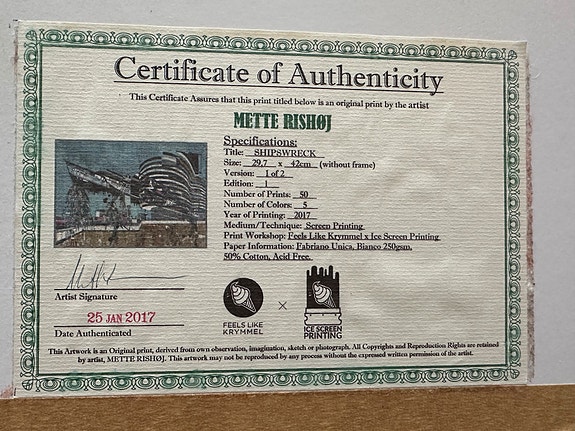 Certificate of Authenticity
This Certificate Assures that this print titled below is an original print by the artist
METTE RISHØJ
Specifications:
Title: SHIPSWRECK
Size: 29,7 x 42cm (without frame)
Version: 1 of 2
Edition: 1
Number of Prints: 50
Number of Colors: 5
Year of Printing: 2017
Medium/Technique: Screen Printing
Print Workshop: Feels Like Krymmel x Ice Screen Printing
Paper Information: Fabriano Unica, Bianco 250gsm,
50% Cotton, Acid Free.
Artist Signature
25 JAN 2017
Date Authenticated
FEELS LIKE
KRYMMEL
×
ICE SCREEN
PRINTING
This Artwork is an Original print, derived from own observation, imagination, sketch or photograph. All Copyrights and Reproduction Rights are retained
by artist, METTE RISHØJ. This artwork may not be reproduced by any process without the expressed written permission of the artist.